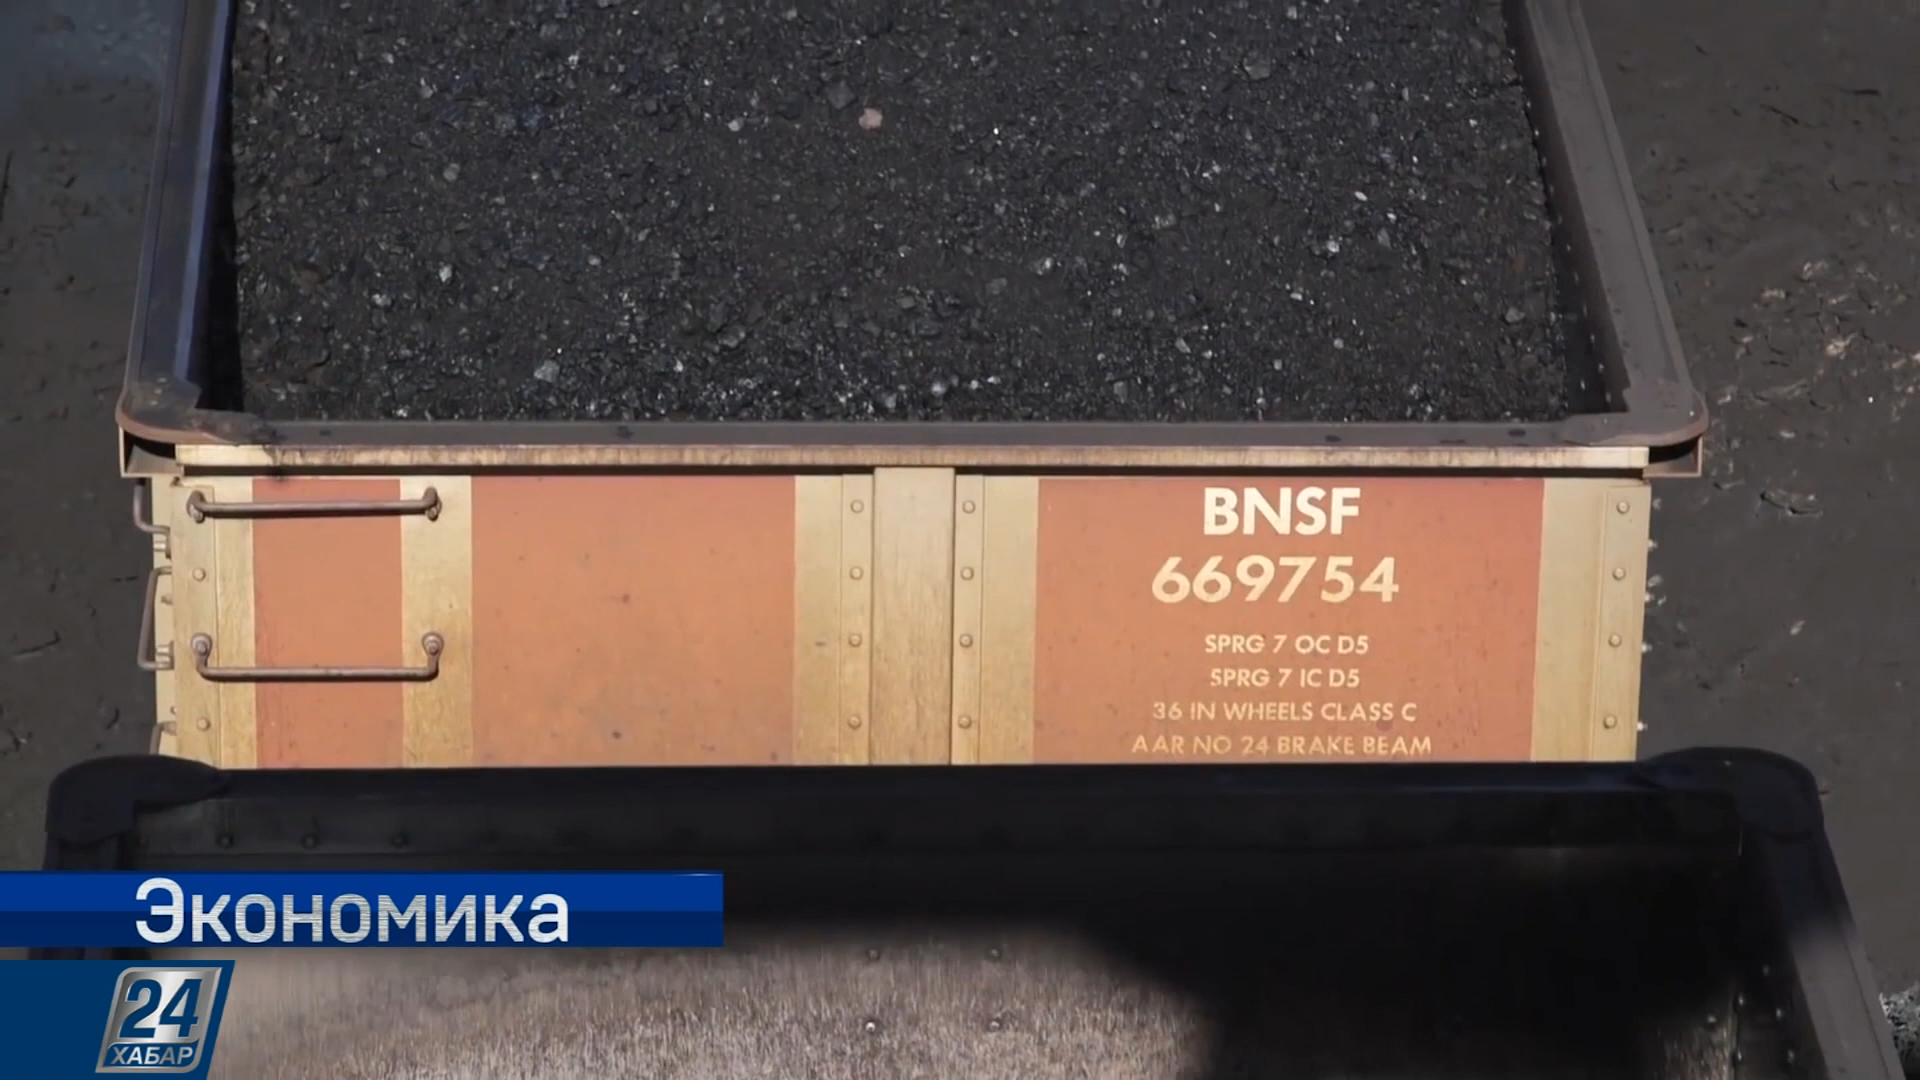 BNSF
669754
SPRG 7 OC D5
SPRG 7 IC D5
36 IN WHEELS CLASS C
AAR NO 24 BRAKE BEAM
Экономика
24
ХАБАР